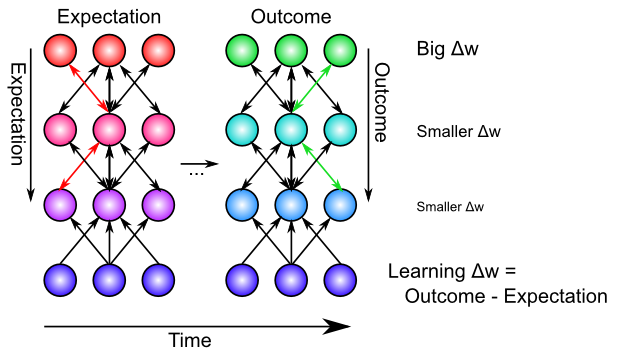 Expectation
Outcome
Big Δw
Expectation
Outcome
Smaller Δw
...
Smaller Δw
Learning Δw =
Outcome - Expectation
Time